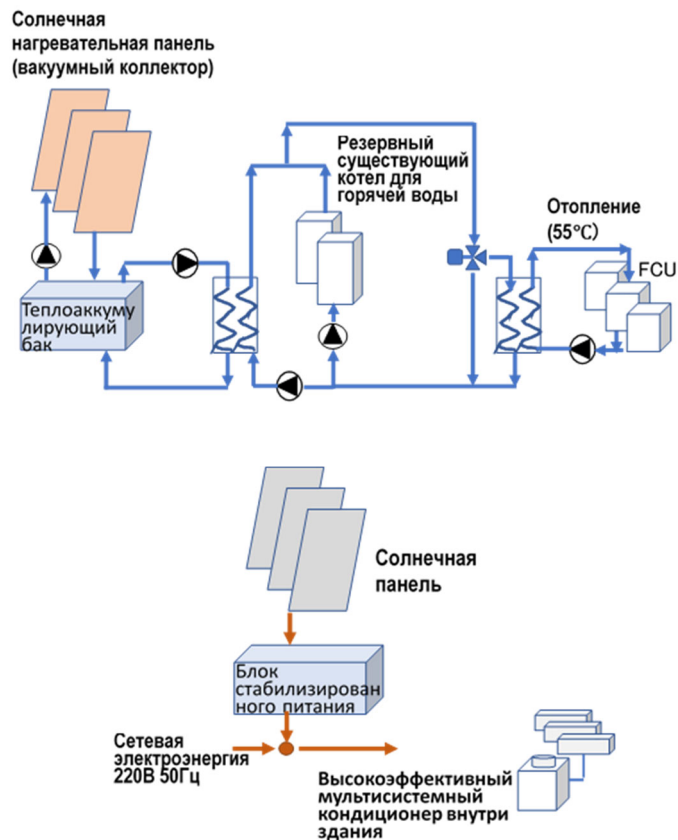 Солнечная
нагревательная панель
(вакуумный коллектор)
Резервный
существующий
котел для
горячей воды
Отопление
(55℃)
FCU
Теплоаккуму
лирующий
бак
Солнечная
панель
Блок
стабилизирован
ного питания
Сетевая
электроэнергия
220В 50Гц
Высокоэффективный
мультисистемный
кондиционер внутри
здания